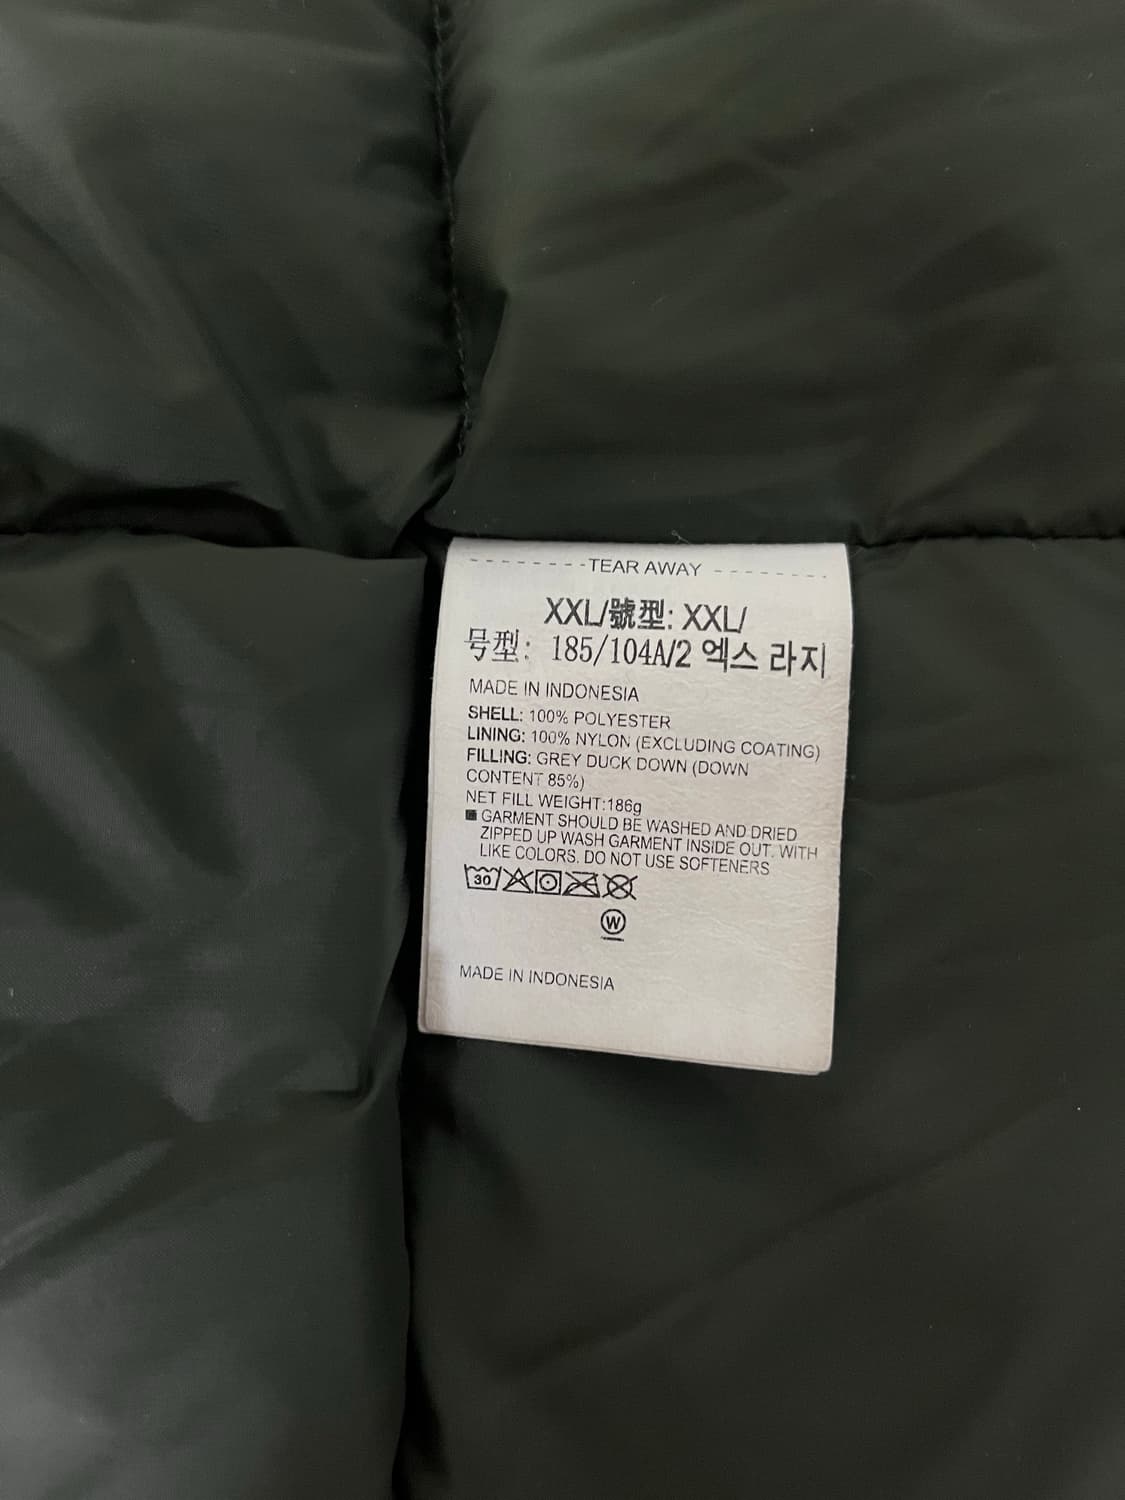 TEAR AWAY
XXL/號型: XXL/
号型: 185/104A/2 엑스 라지
MADE IN INDONESIA
SHELL: 100% POLYESTER
LINING: 100% NYLON (EXCLUDING COATING)
FILLING: GREY DUCK DOWN (DOWN
CONTENT 85%)
NET FILL WEIGHT:186g
■ GARMENT SHOULD BE WASHED AND DRIED
ZIPPED UP WASH GARMENT INSIDE OUT. WITH
LIKE COLORS. DO NOT USE SOFTENERS
30
W
MADE IN INDONESIA